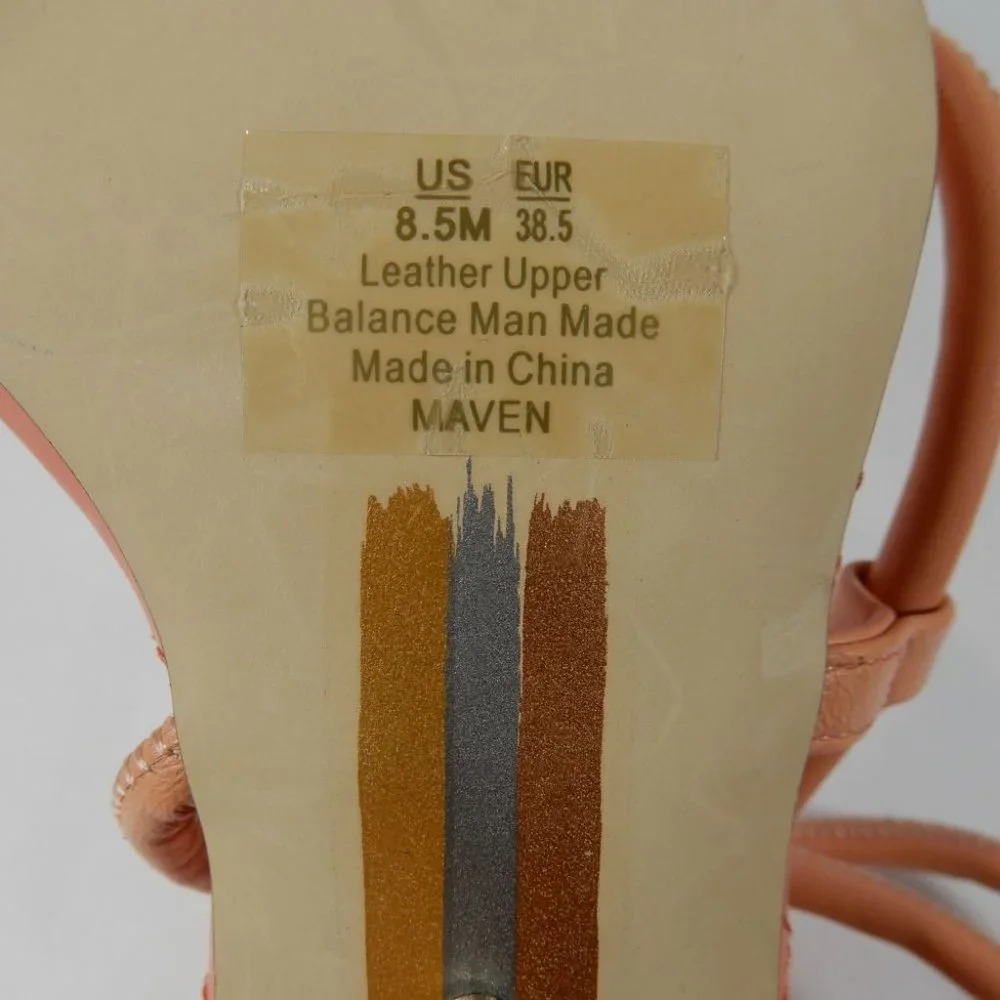 US EUR
8.5M 38.5
Leather Upper
Balance Man Made
Made in China
MAVEN